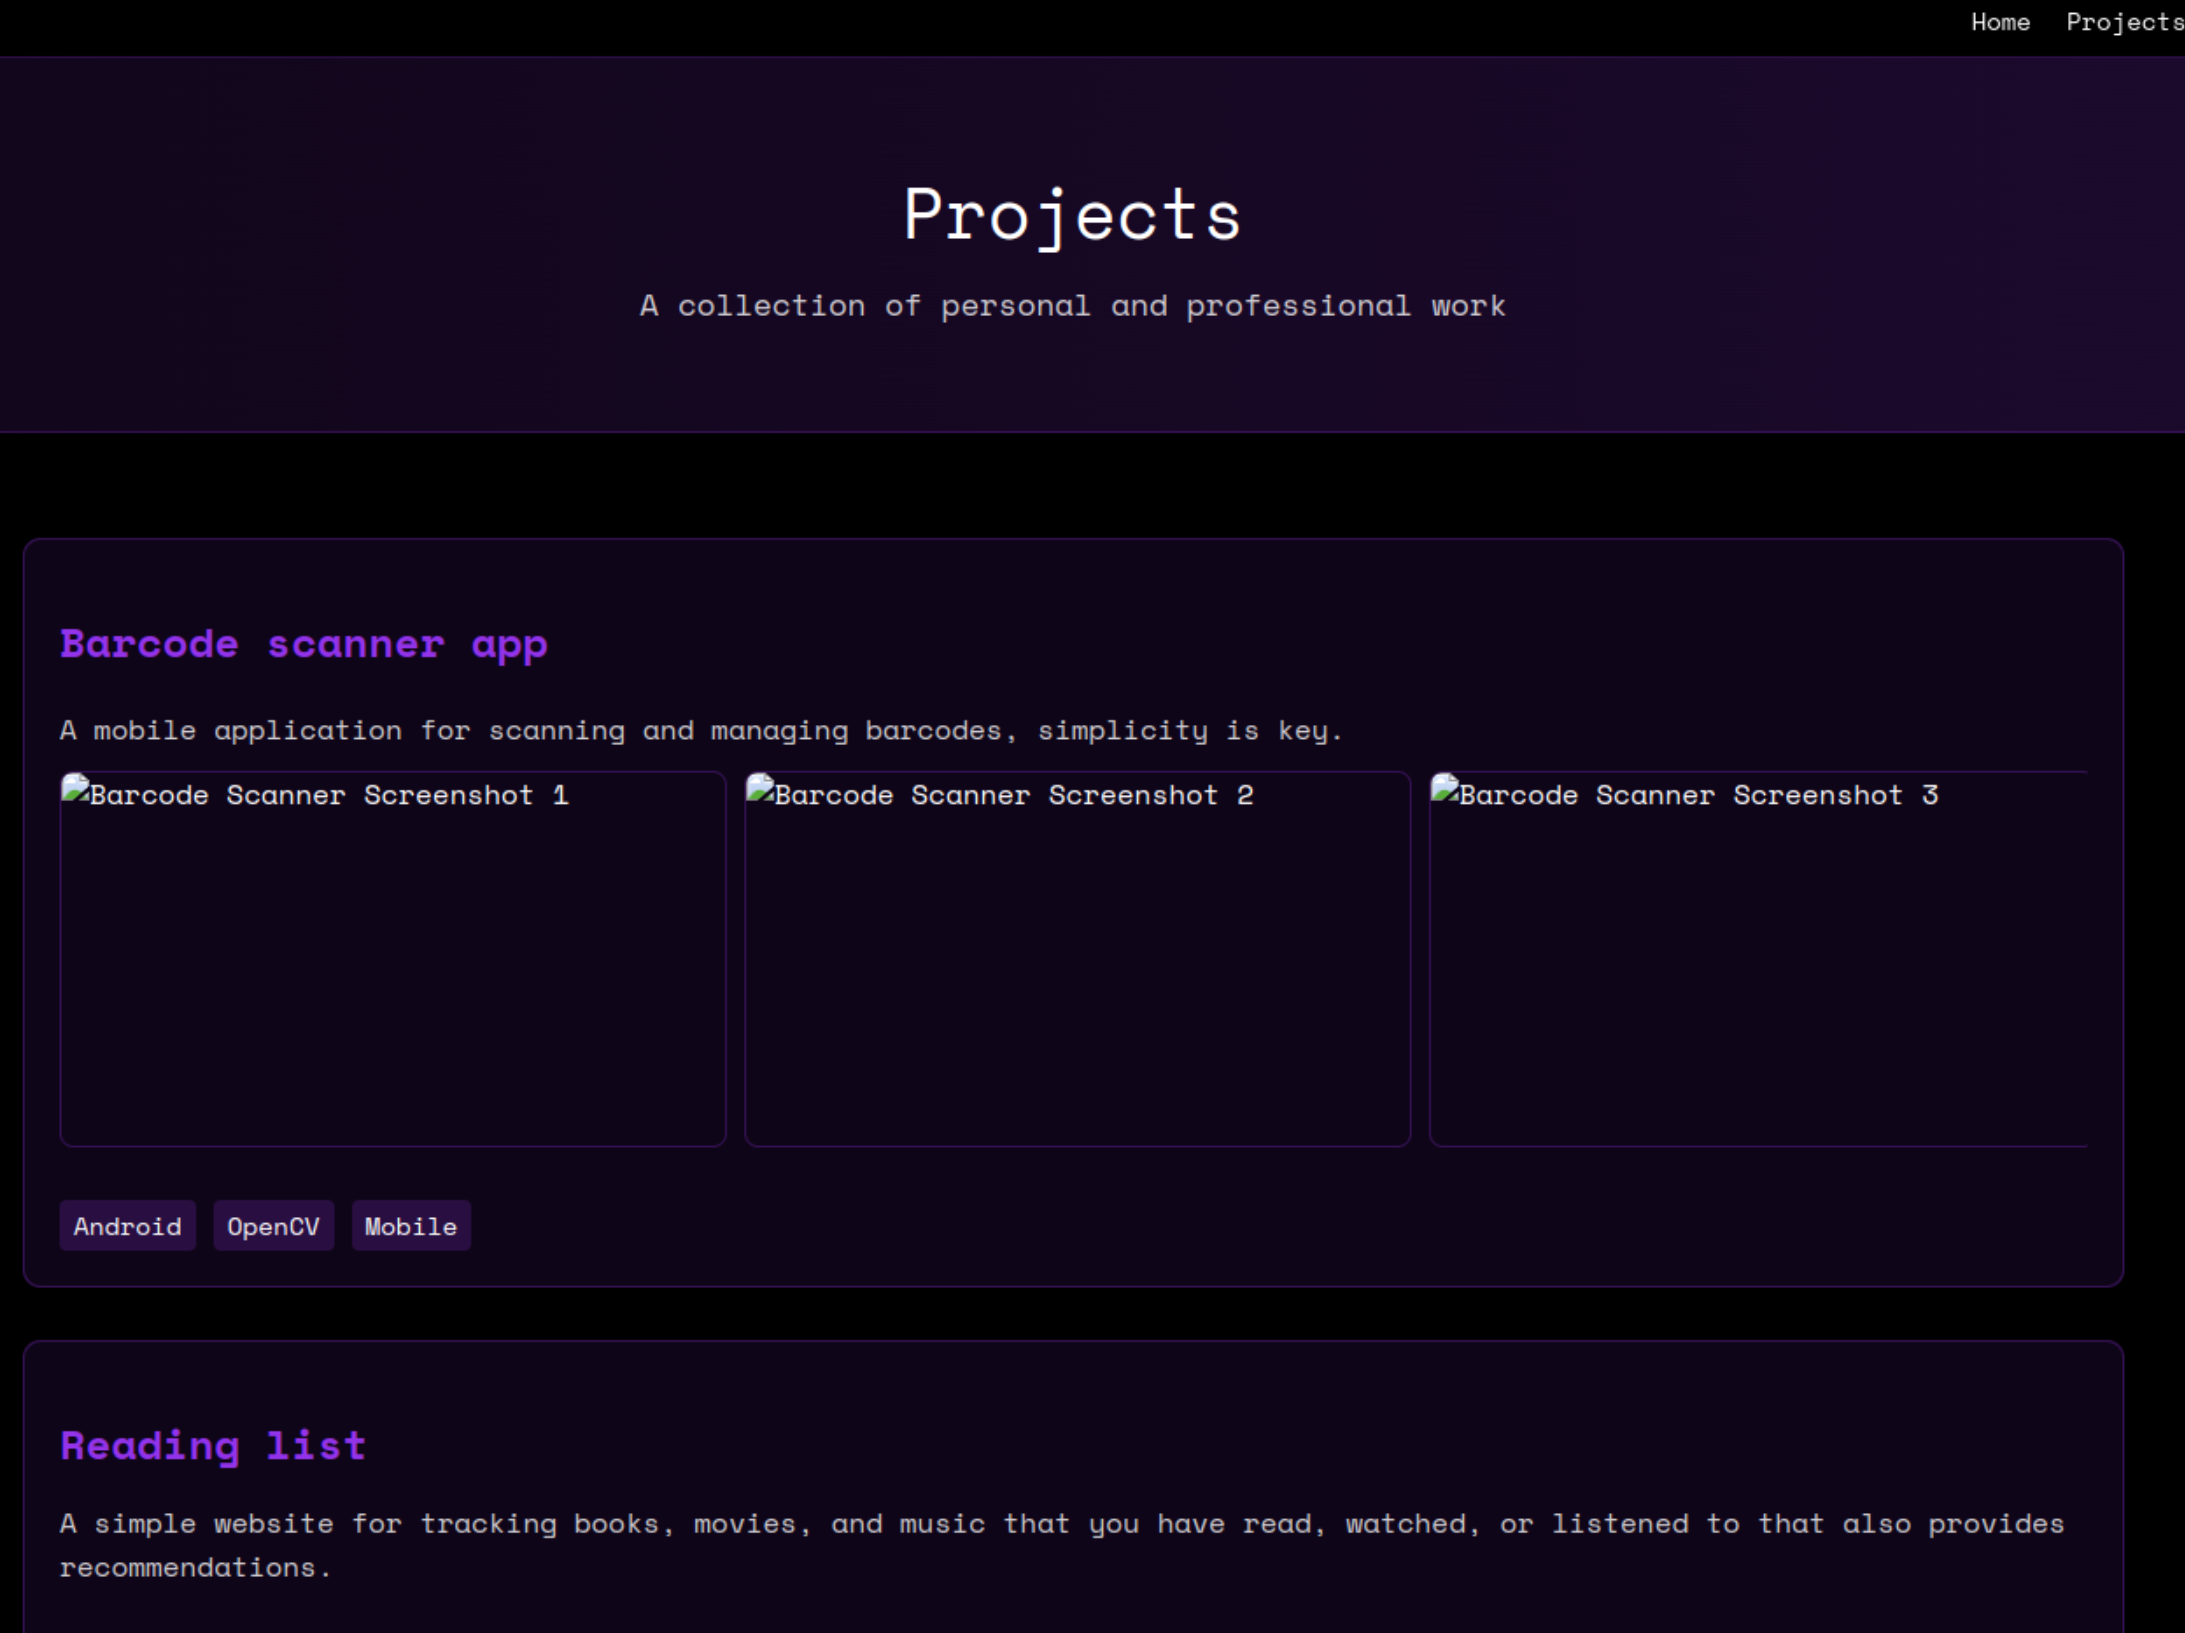 Home Projects
Projects
A collection of personal and professional work
Barcode scanner app
A mobile application for scanning and managing barcodes, simplicity is key.
Barcode Scanner Screenshot 1 Barcode Scanner Screenshot 2 Barcode Scanner Screenshot 3
Android OpenCV Mobile
Reading list
A simple website for tracking books, movies, and music that you have read, watched, or listened to that also provides
recommendations.